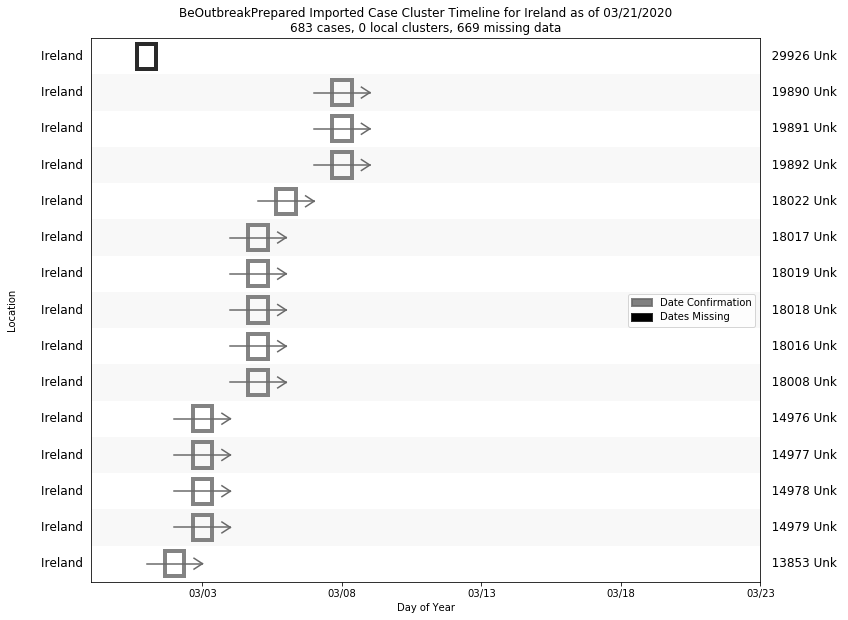 BeOutbreakPrepared Imported Case Cluster Timeline for Ireland as of 03/21/2020
683 cases, 0 local clusters, 669 missing data
Ireland 29926 Unk
Ireland 19890 Unk
Ireland 19891 Unk
Ireland 19892 Unk
Ireland 18022 Unk
Ireland 18017 Unk
Ireland 18019 Unk
Ireland 18018 Unk
Ireland 18016 Unk
Ireland 18008 Unk
Ireland 14976 Unk
Ireland 14977 Unk
Ireland 14978 Unk
Ireland 14979 Unk
Ireland 13853 Unk
Location
Date Confirmation
Dates Missing
03/03 03/08 03/13 03/18 03/23
Day of Year